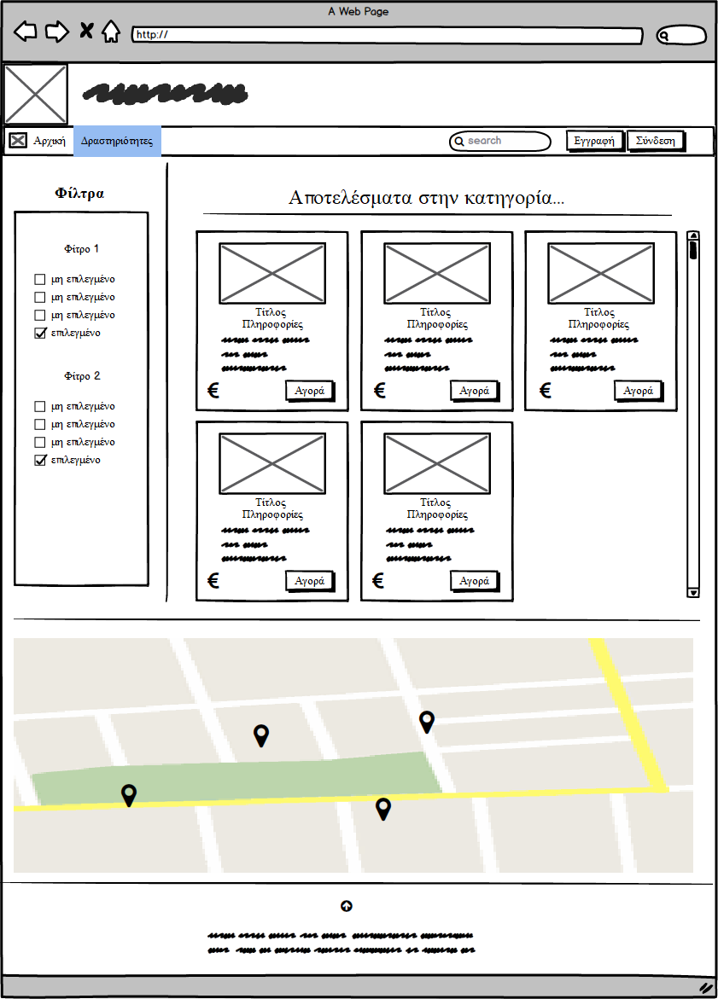 A Web Page
http://
Αρχική
Δραστηριότητες
search
Εγγραφή
Σύνδεση
Φίλτρα
Φίτρο 1
μη επιλεγμένο
μη επιλεγμένο
μη επιλεγμένο
επιλεγμένο
Φίτρο 2
μη επιλεγμένο
μη επιλεγμένο
μη επιλεγμένο
επιλεγμένο
Αποτελέσματα στην κατηγορία...
Τίτλος
Πληροφορίες
€
Αγορά
Τίτλος
Πληροφορίες
€
Αγορά
Τίτλος
Πληροφορίες
€
Αγορά
Τίτλος
Πληροφορίες
€
Αγορά
Τίτλος
Πληροφορίες
€
Αγορά